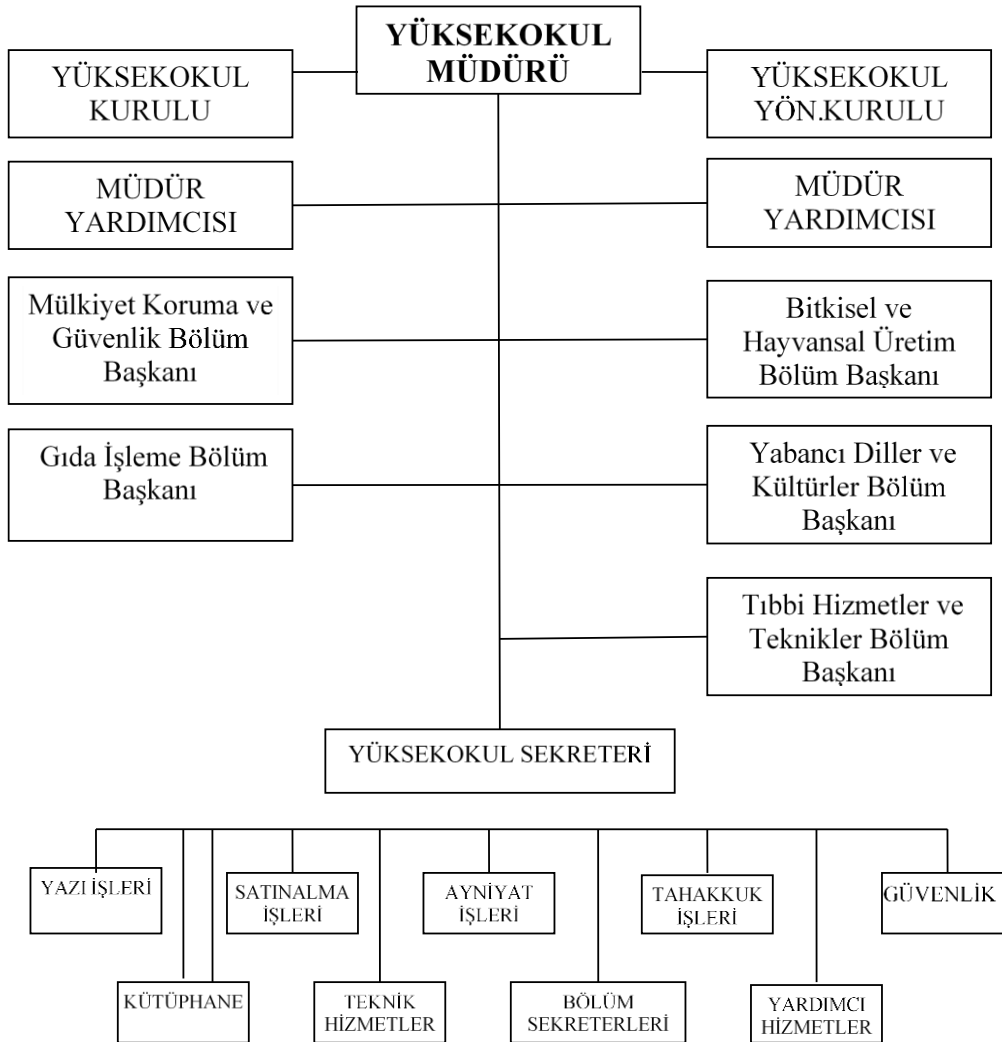 YÜKSEKOKUL
MÜDÜRÜ
YÜKSEKOKUL
KURULU
YÜKSEKOKUL
YÖN.KURULU
MÜDÜR
YARDIMCISI
MÜDÜR
YARDIMCISI
Mülkiyet Koruma ve
Güvenlik Bölüm
Başkanı
Bitkisel ve
Hayvansal Üretim
Bölüm Başkanı
Gıda İşleme Bölüm
Başkanı
Yabancı Diller ve
Kültürler Bölüm
Başkanı
Tıbbi Hizmetler ve
Teknikler Bölüm
Başkanı
YÜKSEKOKUL SEKRETERİ
YAZI İŞLERİ
SATINALMA
İŞLERİ
AYNİYAT
İŞLERİ
TAHAKKUK
İŞLERİ
GÜVENLİK
KÜTÜPHANE
TEKNİK
HİZMETLER
BÖLÜM
SEKRETERLERİ
YARDIMCI
HİZMETLER